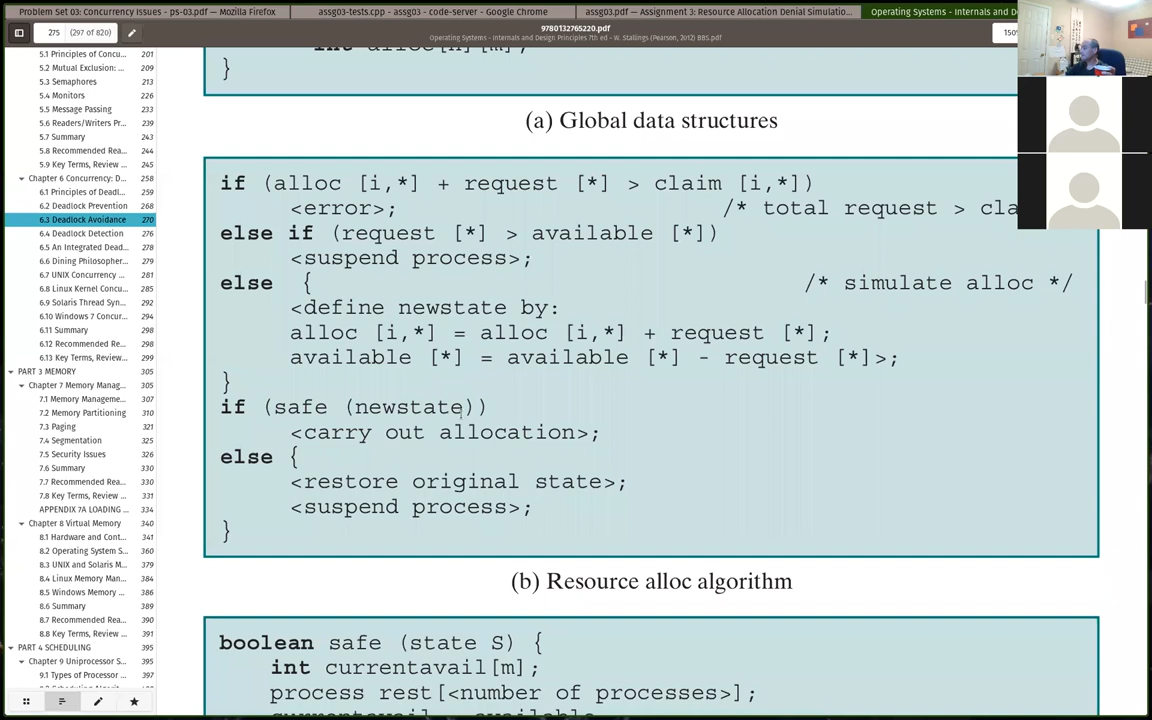 Problem Set 03: Concurrency Issues - ps-03.pdf — Mozilla Firefox
assg03-tests.cpp - assg03 - code-server - Google Chrome
assg03.pdf — Assignment 3: Resource Allocation Denial Simulatio...
Operating Systems - Internals and D
275
(297 of 820)
9780132765220.pdf
Operating System - Internals and Design Principles 7th ed - W. Stallings (Pearson, 2012) BBS.pdf
150
5.1 Principles of Concu... 201
5.2 Mutual Exclusion: ... 209
5.3 Semaphores 213
5.4 Monitors 226
5.5 Message Passing 233
5.6 Readers/Writers Pr... 239
5.7 Summary 243
5.8 Recommended Rea... 244
5.9 Key Terms, Review ... 245
Chapter 6 Concurrency: D... 258
6.1 Principles of Deadl... 259
6.2 Deadlock Prevention 268
6.3 Deadlock Avoidance 270
6.4 Deadlock Detection 276
6.5 An Integrated Dead... 278
6.6 Dining Philosopher... 279
6.7 UNIX Concurrency ... 281
6.8 Linux Kernel Concu... 285
6.9 Solaris Thread Syn... 292
6.10 Windows 7 Concur... 294
6.11 Summary 298
6.12 Recommended Re... 298
6.13 Key Terms, Review... 299
PART 3 MEMORY 305
Chapter 7 Memory Manag... 305
7.1 Memory Manageme... 307
7.2 Memory Partitioning 310
7.3 Paging 321
7.4 Segmentation 325
7.5 Security Issues 326
7.6 Summary 330
7.7 Recommended Rea... 330
7.8 Key Terms, Review ... 331
APPENDIX 7A LOADING ... 334
Chapter 8 Virtual Memory 340
8.1 Hardware and Cont... 341
8.2 Operating System S... 360
8.3 UNIX and Solaris M... 379
8.4 Linux Memory Man... 384
8.5 Windows Memory ... 386
8.6 Summary 389
8.7 Recommended Rea... 390
8.8 Key Terms, Review ... 391
PART 4 SCHEDULING 395
Chapter 9 Uniprocessor S... 395
9.1 Types of Processor ... 397
}
(a) Global data structures
if (alloc [i,*] + request [*] > claim [i,*])
<error>; /* total request > cla
else if (request [*] > available [*])
<suspend process>;
else { /* simulate alloc */
<define newstate by:
alloc [i,*] = alloc [i,*] + request [*];
available [*] = available [*] - request [*]>;
}
if (safe (newstate))
<carry out allocation>;
else {
<restore original state>;
<suspend process>;
}
(b) Resource alloc algorithm
boolean safe (state S) {
int currentavail[m];
process rest[<number of processes>];